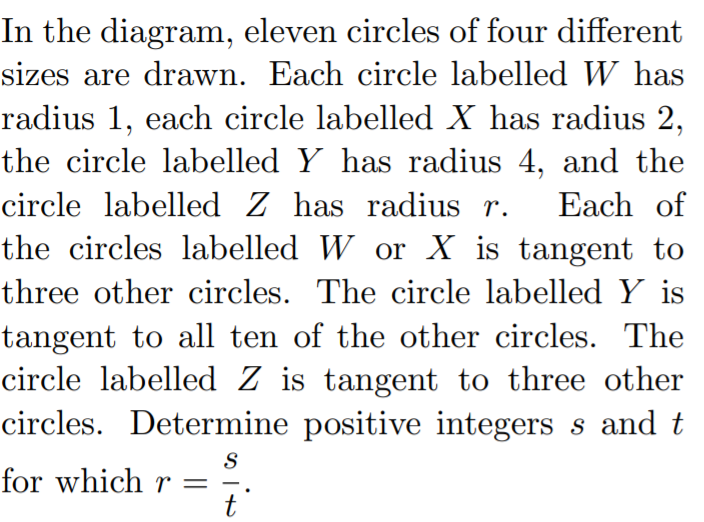 In the diagram, eleven circles of four different
sizes are drawn. Each circle labelled W has
radius 1, each circle labelled X has radius 2,
the circle labelled Y has radius 4, and the
circle labelled Z has radius r. Each of
the circles labelled W or X is tangent to
three other circles. The circle labelled Y is
tangent to all ten of the other circles. The
circle labelled Z is tangent to three other
circles. Determine positive integers s and t
for which r = s/t.